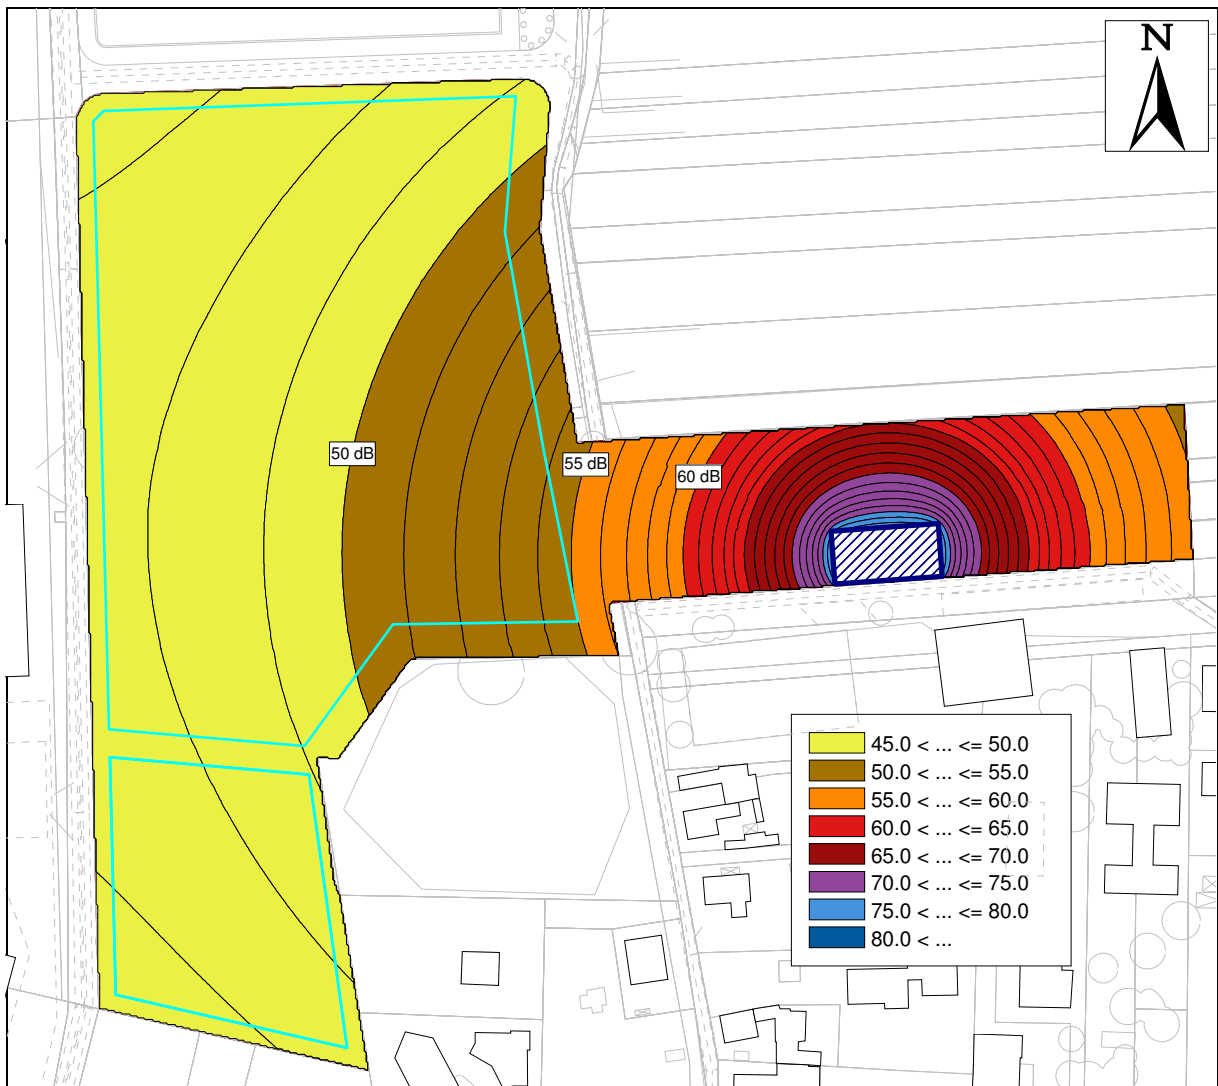 N
50 dB
55 dB
60 dB
45.0 < ... <= 50.0
50.0 < ... <= 55.0
55.0 < ... <= 60.0
60.0 < ... <= 65.0
65.0 < ... <= 70.0
70.0 < ... <= 75.0
75.0 < ... <= 80.0
80.0 < ...